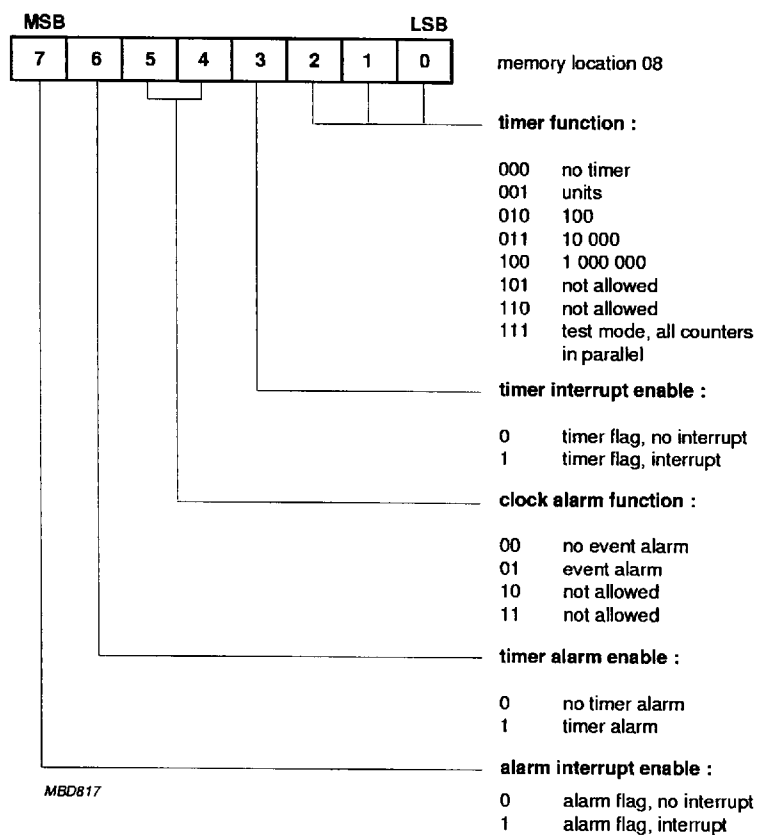 MSB LSB
7 6 5 4 3 2 1 0 memory location 08
timer function :
000 no timer
001 units
010 100
011 10 000
100 1 000 000
101 not allowed
110 not allowed
111 test mode, all counters
in parallel
timer interrupt enable :
0 timer flag, no interrupt
1 timer flag, interrupt
clock alarm function :
00 no event alarm
01 event alarm
10 not allowed
11 not allowed
timer alarm enable :
0 no timer alarm
1 timer alarm
alarm interrupt enable :
MBD817
0 alarm flag, no interrupt
1 alarm flag, interrupt